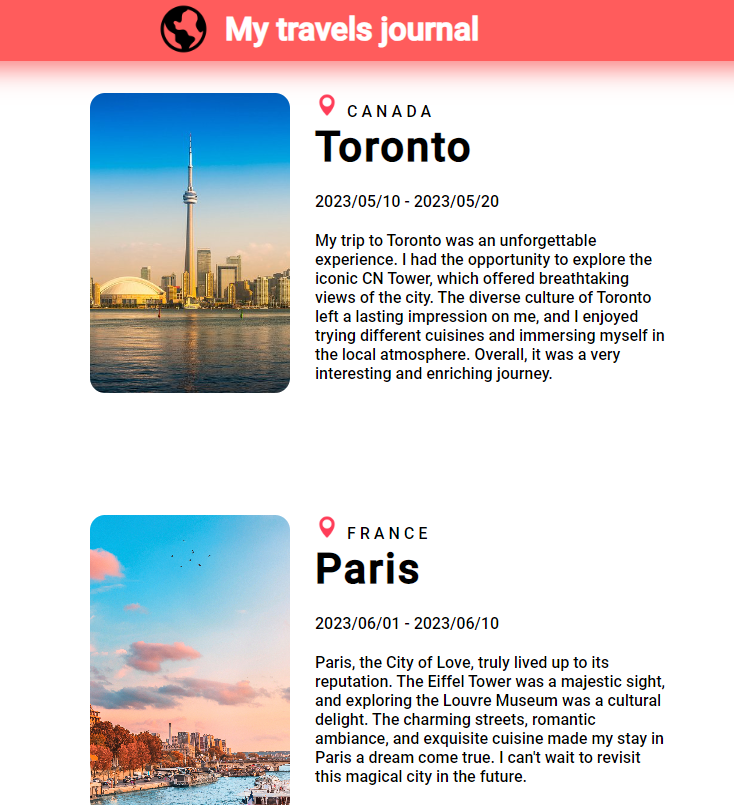 My travels journal
CANADA
Toronto
2023/05/10 - 2023/05/20
My trip to Toronto was an unforgettable
experience. I had the opportunity to explore the
iconic CN Tower, which offered breathtaking
views of the city. The diverse culture of Toronto
left a lasting impression on me, and I enjoyed
trying different cuisines and immersing myself in
the local atmosphere. Overall, it was a very
interesting and enriching journey.
FRANCE
Paris
2023/06/01 - 2023/06/10
Paris, the City of Love, truly lived up to its
reputation. The Eiffel Tower was a majestic sight,
and exploring the Louvre Museum was a cultural
delight. The charming streets, romantic
ambiance, and exquisite cuisine made my stay in
Paris a dream come true. I can't wait to revisit
this magical city in the future.